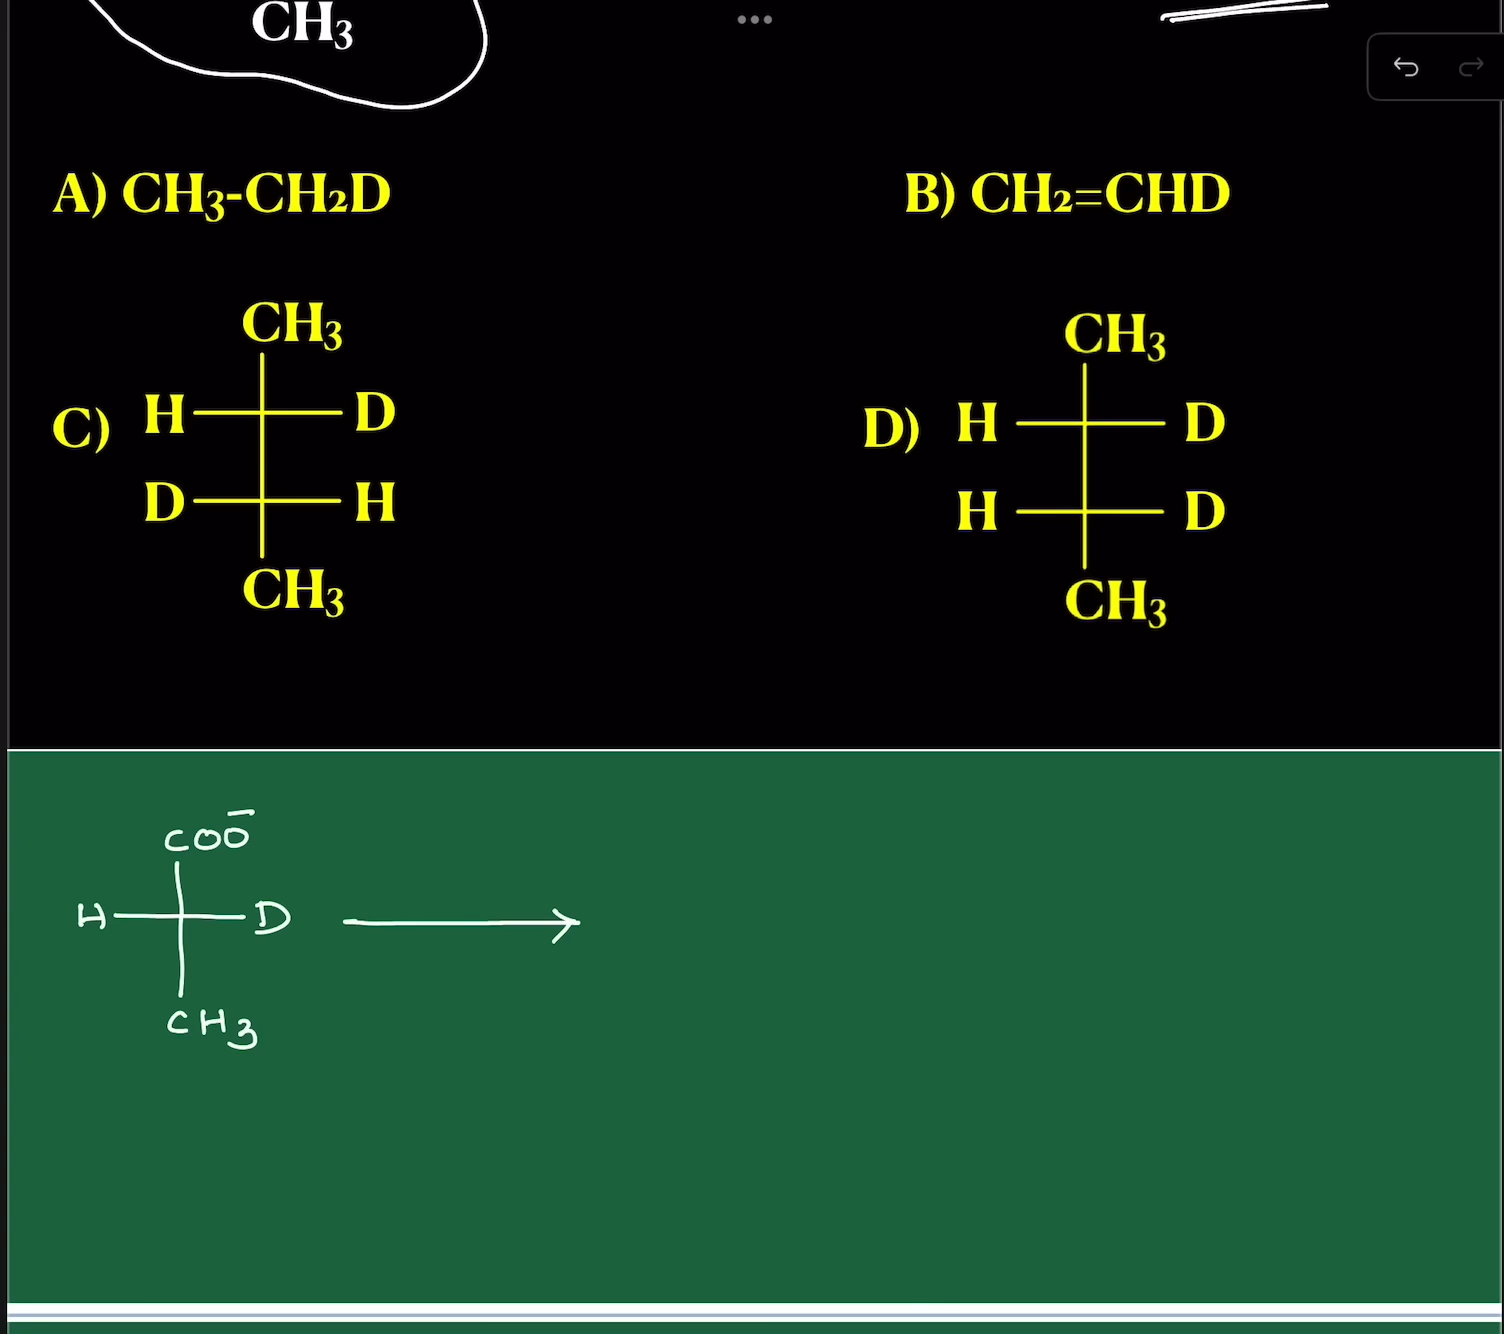 CH₃
A) CH₃-CH₂D
B) CH₂=CHD
CH₃
C) H D
D H
CH₃
CH₃
D) H D
H D
CH₃
COO⁻
H D
CH₃